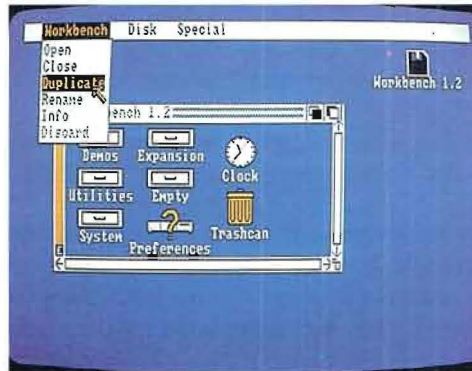 Workbench Disk Special
Open
Close
Duplicate
Rename
Info
Discard
Workbench 1.2
bench 1.2
Demos Expansion Clock
Utilities Empty
System Preferences Trashcan